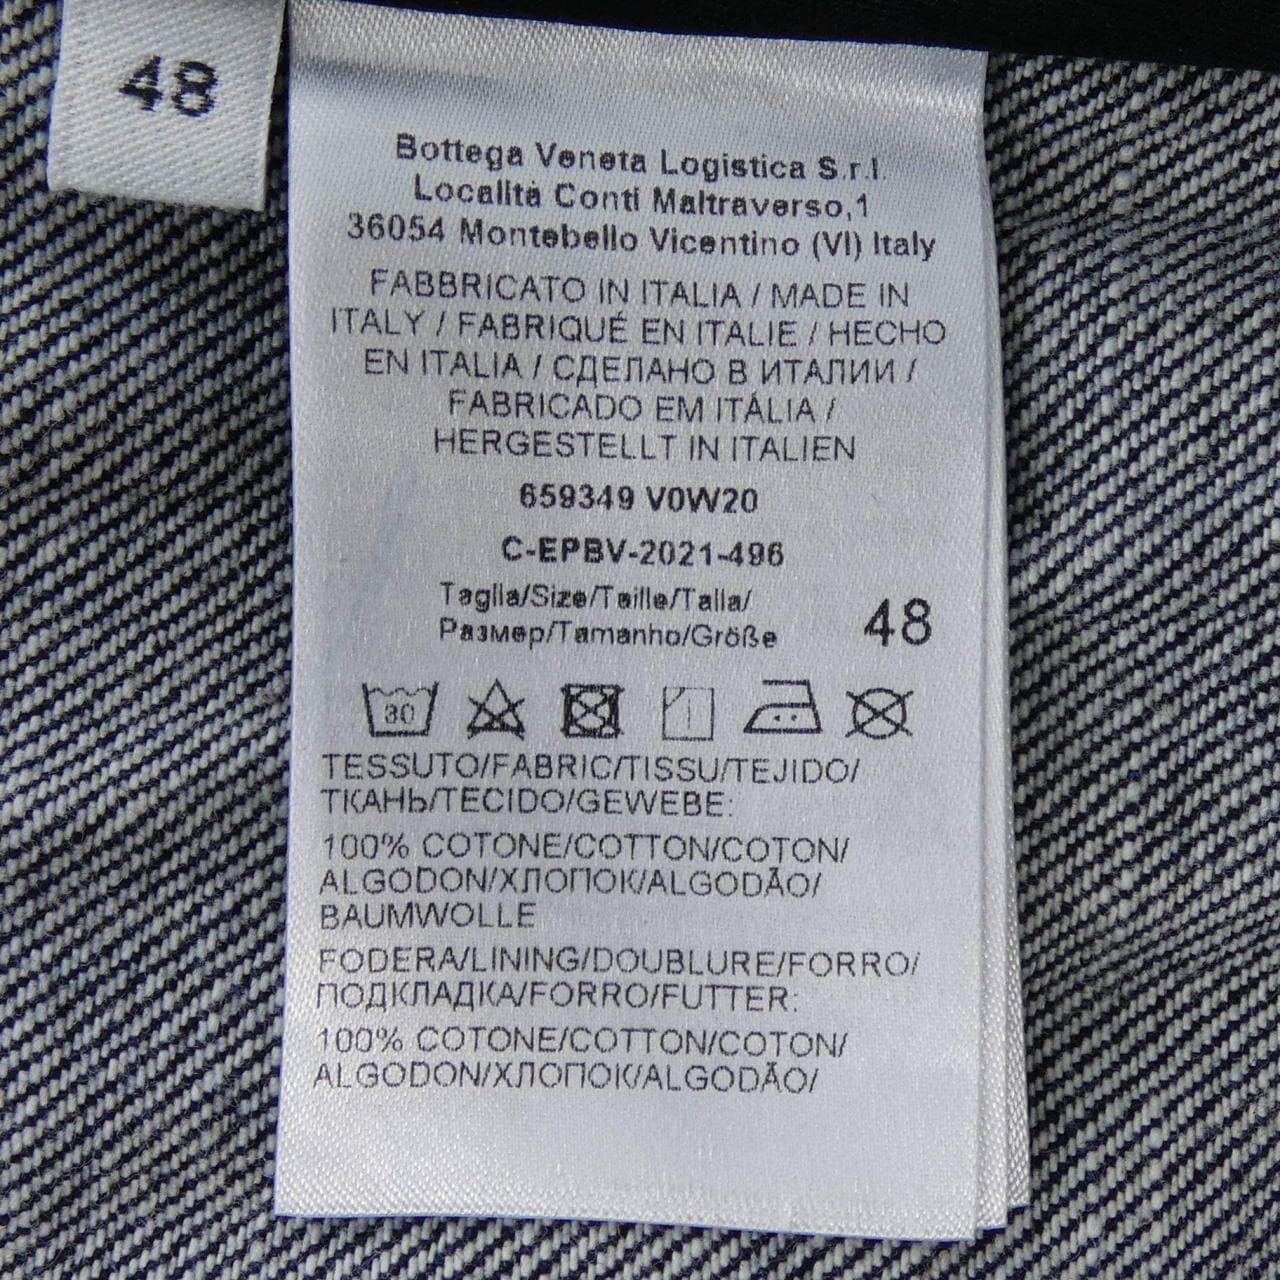 48
Bottega Veneta Logistica S.r.l.
Località Conti Maltraverso,1
36054 Montebello Vicentino (VI) Italy
FABBRICATO IN ITALIA / MADE IN
ITALY / FABRIQUÉ EN ITALIE / HECHO
EN ITALIA / СДЕЛАНО В ИТАЛИИ /
FABRICADO EM ITÁLIA /
HERGESTELLT IN ITALIEN
659349 V0W20
C-EPBV-2021-496
Taglia/Size/Taille/Talla/
Размер/Tamanho/Größe 48
30
TESSUTO/FABRIC/TISSU/TEJIDO/
ТКАНЬ/TECIDO/GEWEBE:
100% COTONE/COTTON/COTON/
ALGODON/ХЛОПОК/ALGODÃO/
BAUMWOLLE
FODERA/LINING/DOUBLURE/FORRO/
ПОДКЛАДКА/FORRO/FUTTER:
100% COTONE/COTTON/COTON/
ALGODON/ХЛОПОК/ALGODÃO/